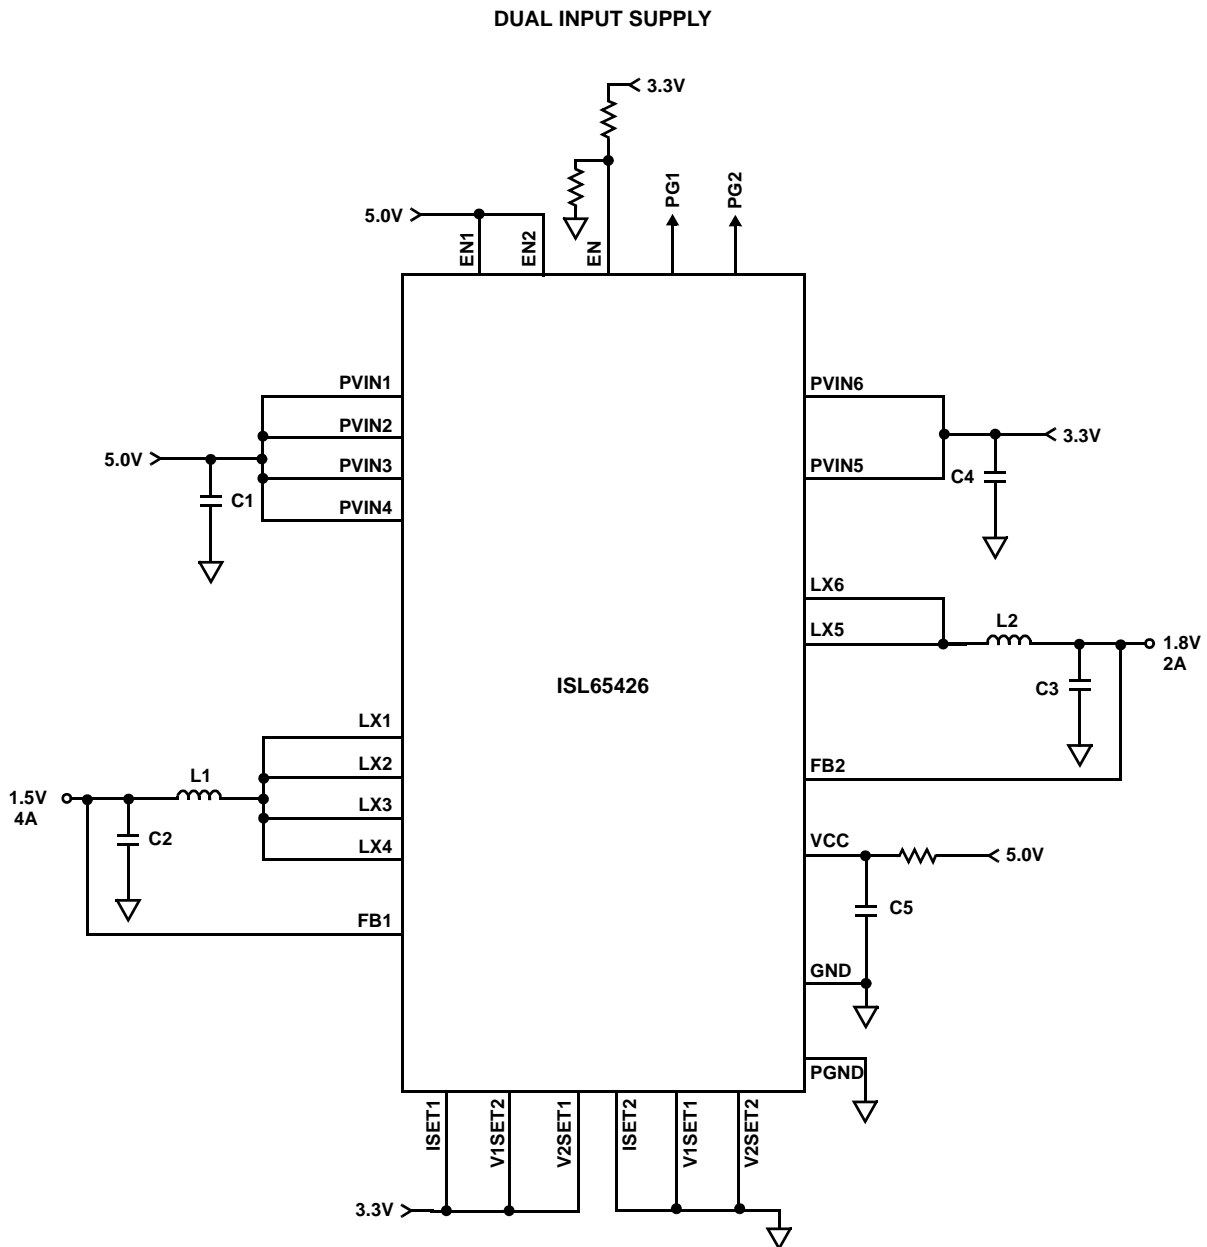 DUAL INPUT SUPPLY
3.3V
5.0V
EN1
EN2
EN
PG1
PG2
PVIN1
PVIN2
PVIN3
PVIN4
5.0V
C1
PVIN6
PVIN5
3.3V
C4
LX6
LX5
L2
1.8V
2A
C3
FB2
ISL65426
LX1
LX2
LX3
LX4
L1
1.5V
4A
C2
FB1
VCC
5.0V
C5
GND
PGND
ISET1
V1SET2
V2SET1
ISET2
V1SET1
V2SET2
3.3V